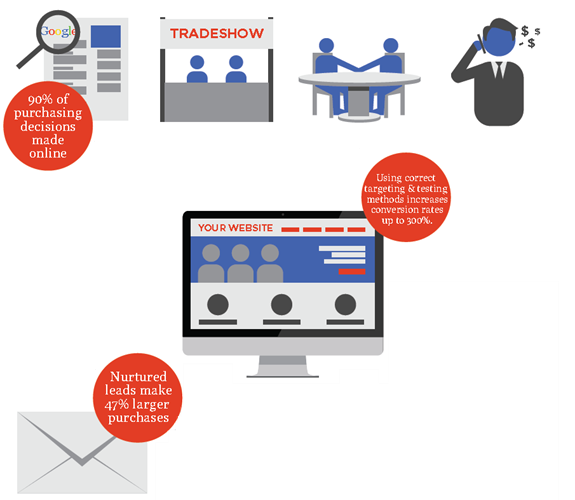 Google
TRADESHOW
90% of
purchasing
decisions
made
online
$ $
-$
Using correct
targeting & testing
methods increases
conversion rates
up to 300%.
YOUR WEBSITE
Nurtured
leads make
47% larger
purchases